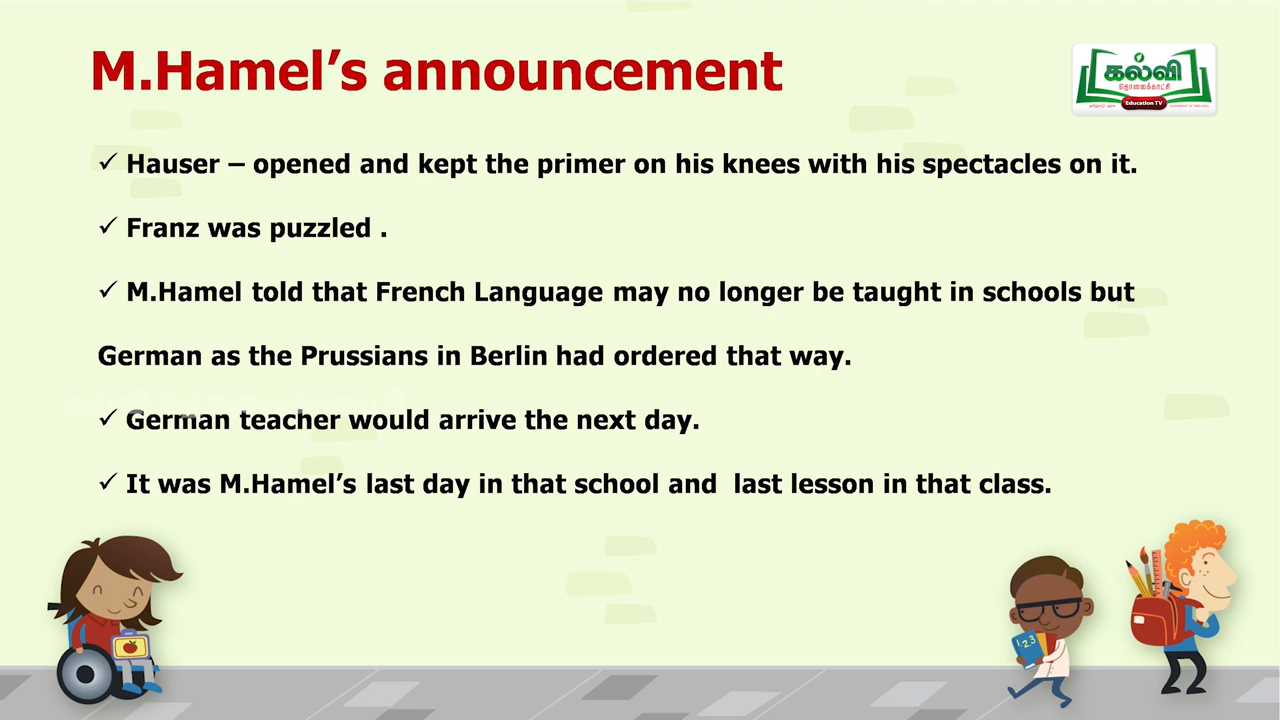 M.Hamel’s announcement
கல்வி
தொலைக்காட்சி
Education TV
✓ Hauser – opened and kept the primer on his knees with his spectacles on it.
✓ Franz was puzzled .
✓ M.Hamel told that French Language may no longer be taught in schools but
German as the Prussians in Berlin had ordered that way.
✓ German teacher would arrive the next day.
✓ It was M.Hamel’s last day in that school and last lesson in that class.
1 2 3